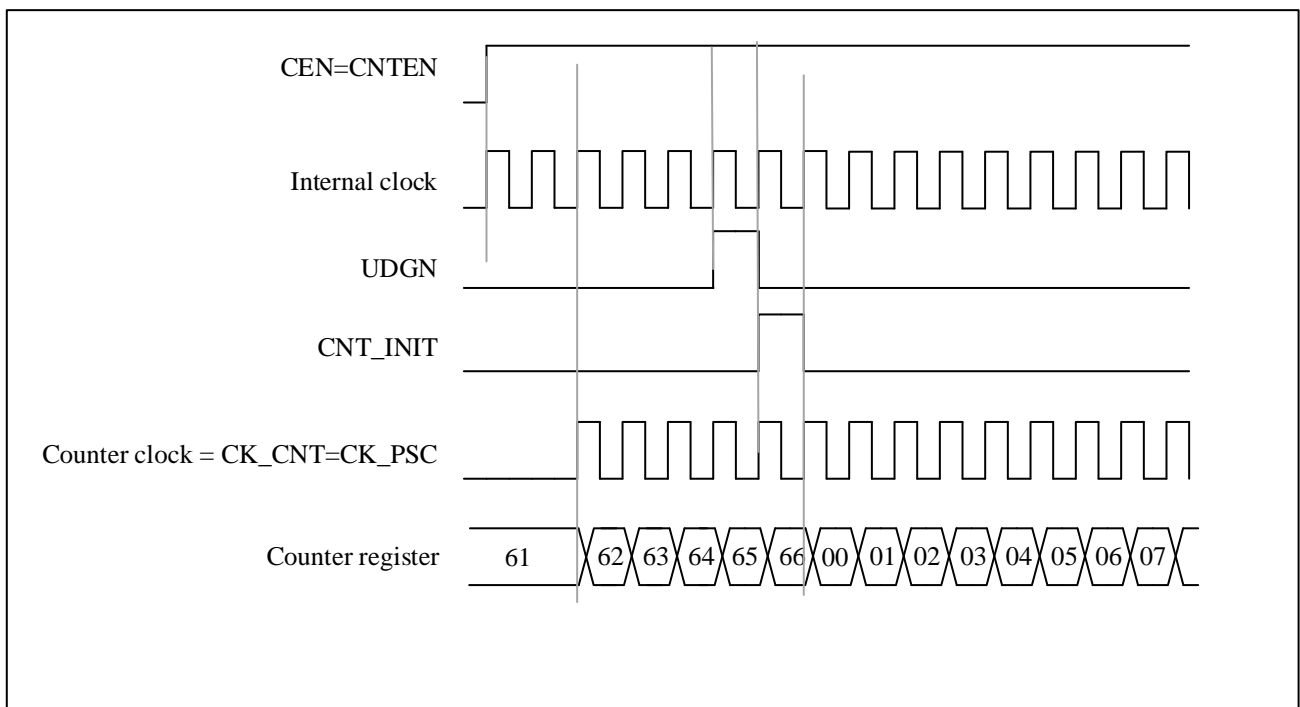 CEN=CNTEN
Internal clock
UDGN
CNT_INIT
Counter clock = CK_CNT=CK_PSC
Counter register 61 62 63 64 65 66 00 01 02 03 04 05 06 07